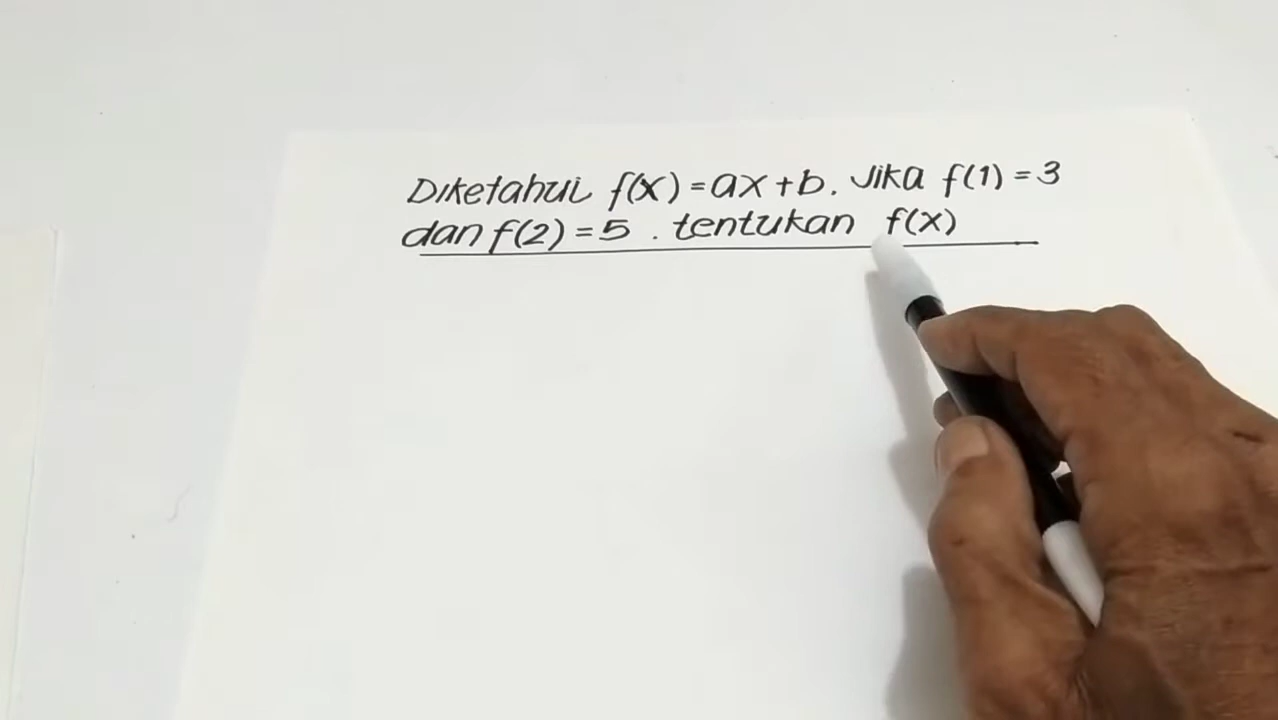 Diketahui f(x) = ax + b. Jika f(1) = 3
dan f(2) = 5 . tentukan f(x)